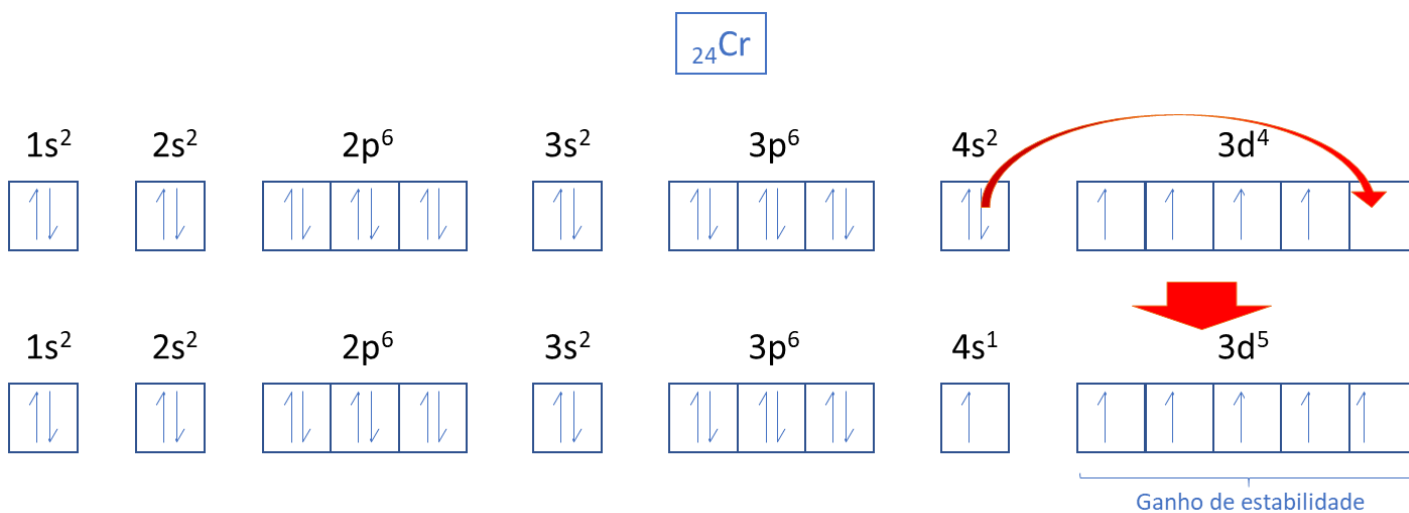 ₂₄Cr
1s² 2s² 2p⁶ 3s² 3p⁶ 4s² 3d⁴
1s² 2s² 2p⁶ 3s² 3p⁶ 4s¹ 3d⁵
Ganho de estabilidade